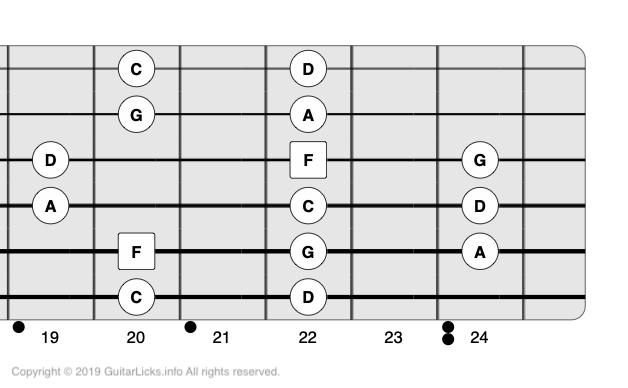 C D
G A
D F G
A C D
F G A
C D
19 20 21 22 23 24
Copyright © 2019 GuitarLicks.info All rights reserved.